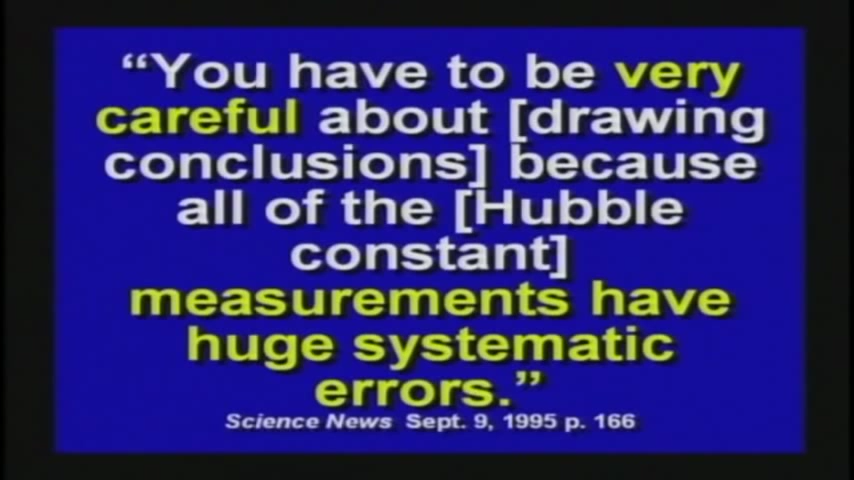 “You have to be very
careful about [drawing
conclusions] because
all of the [Hubble
constant]
measurements have
huge systematic
errors.”
Science News Sept. 9, 1995 p. 166